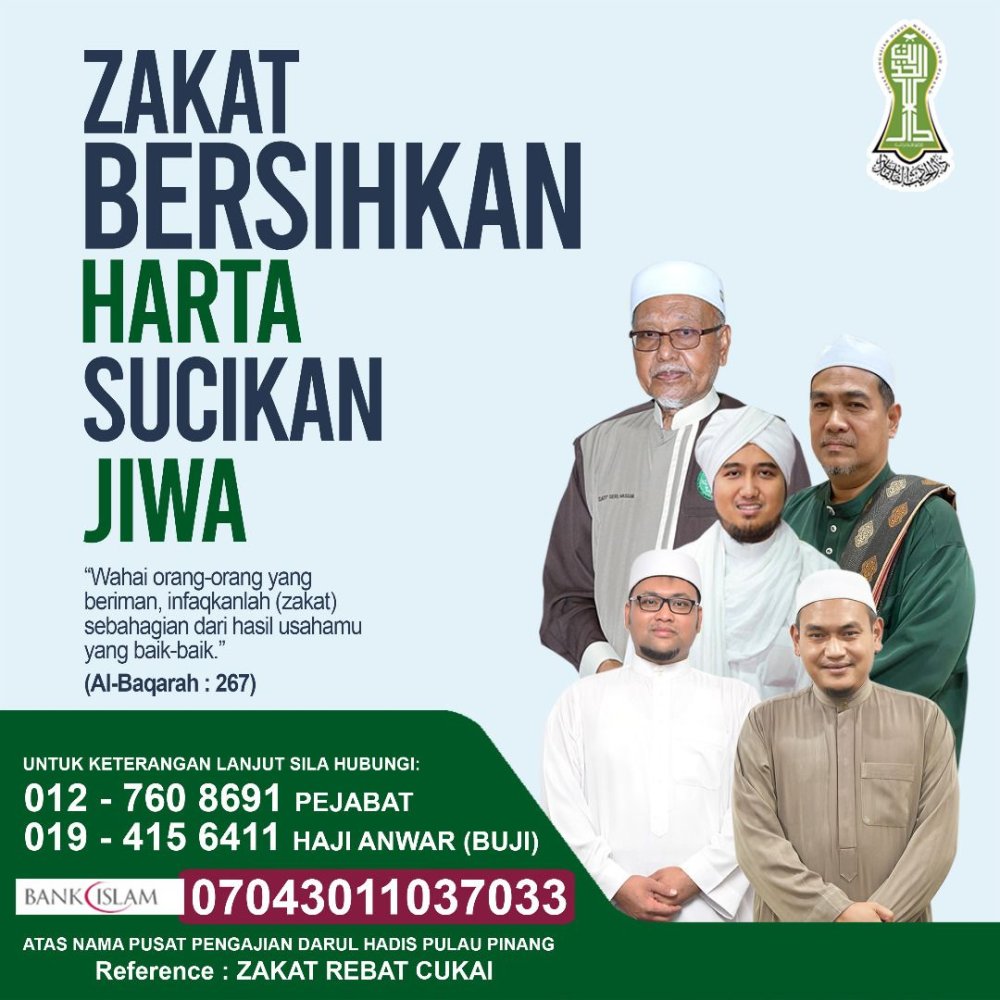 ZAKAT
BERSIHKAN
HARTA
SUCIKAN
JIWA
“Wahai orang-orang yang
beriman, infaqkanlah (zakat)
sebahagian dari hasil usahamu
yang baik-baik.”
(Al-Baqarah : 267)
UNTUK KETERANGAN LANJUT SILA HUBUNGI:
012 - 760 8691 PEJABAT
019 - 415 6411 HAJI ANWAR (BUJI)
BANK ISLAM 07043011037033
ATAS NAMA PUSAT PENGAJIAN DARUL HADIS PULAU PINANG
Reference : ZAKAT REBAT CUKAI